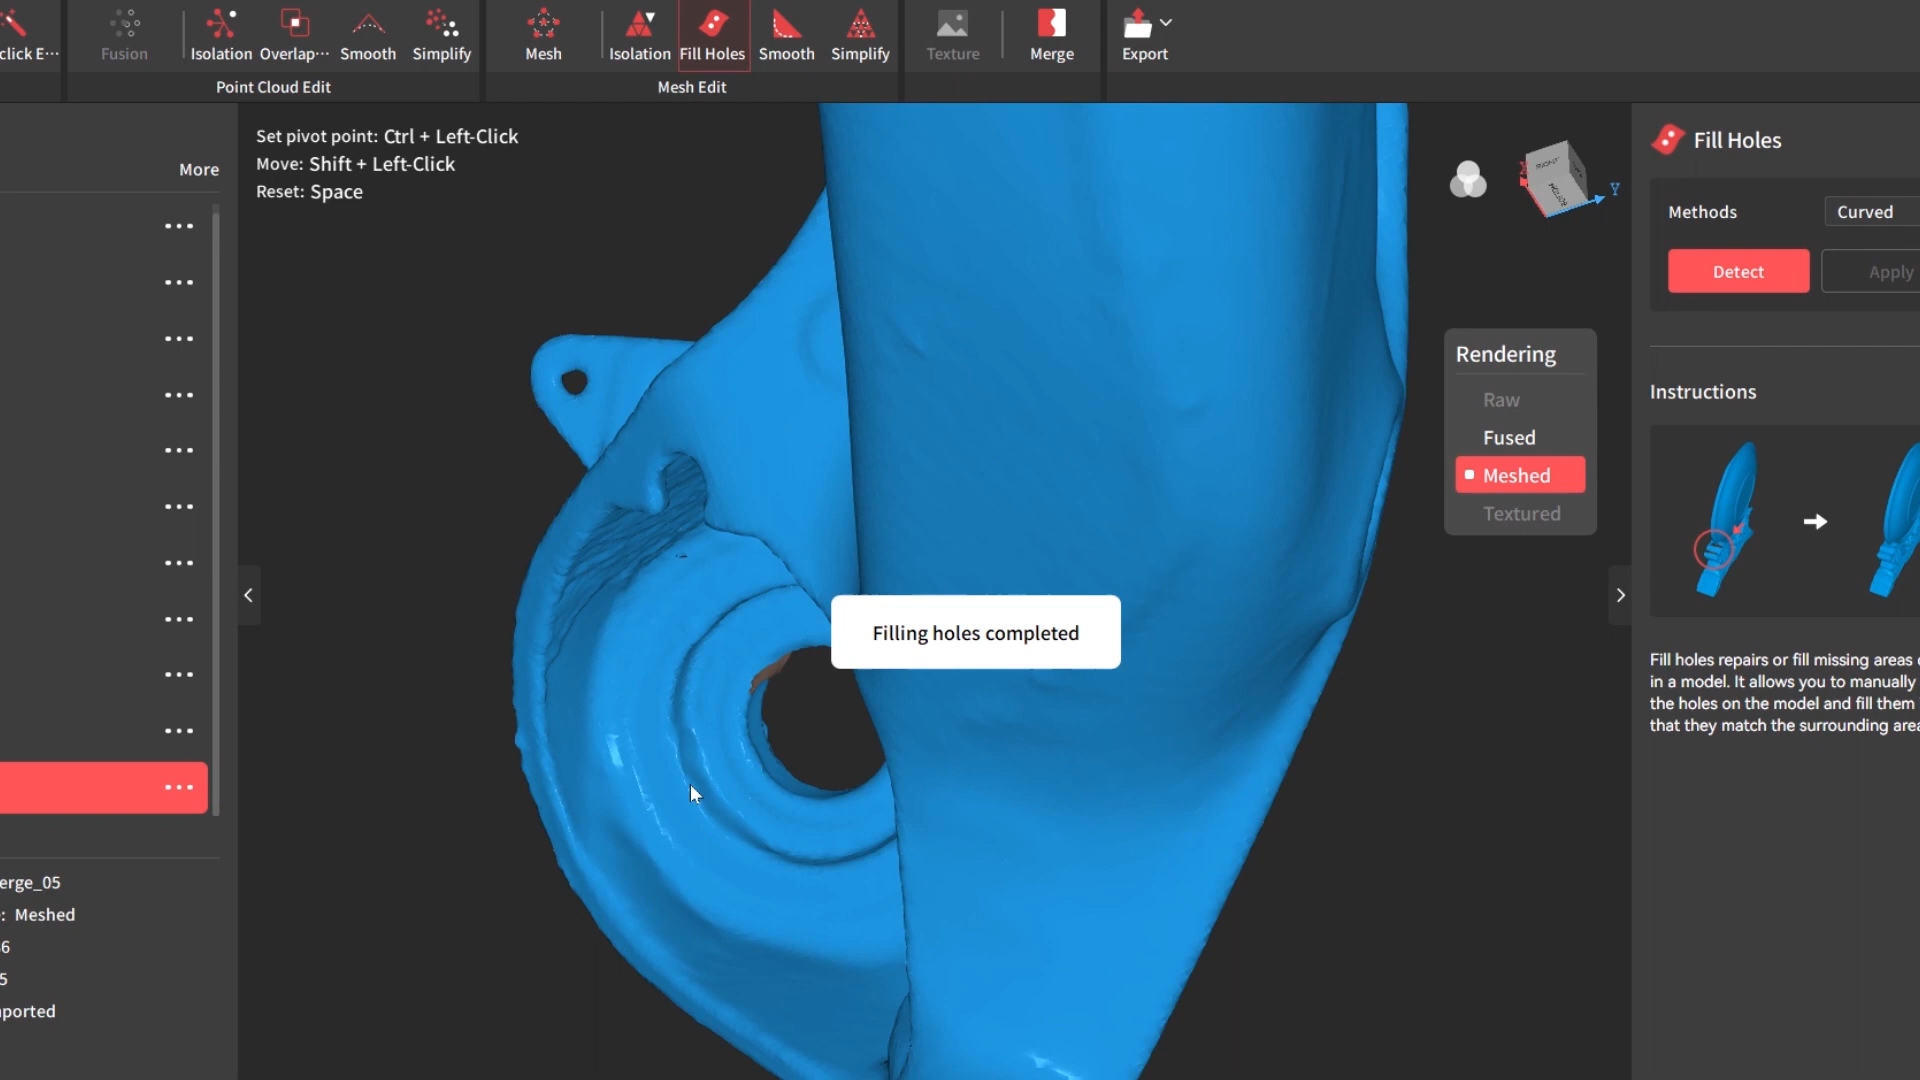 click E···
Fusion
Isolation
Overlap···
Smooth
Simplify
Mesh
Isolation
Fill Holes
Smooth
Simplify
Texture
Merge
Export
Point Cloud Edit
Mesh Edit
More
Set pivot point: Ctrl + Left-Click
Move: Shift + Left-Click
Reset: Space
Y
Rendering
Raw
Fused
Meshed
Textured
Filling holes completed
erge_05
: Meshed
6
5
ported
Fill Holes
Methods
Curved
Detect
Apply
Instructions
Fill holes repairs or fill missing areas
in a model. It allows you to manually
the holes on the model and fill them
that they match the surrounding area